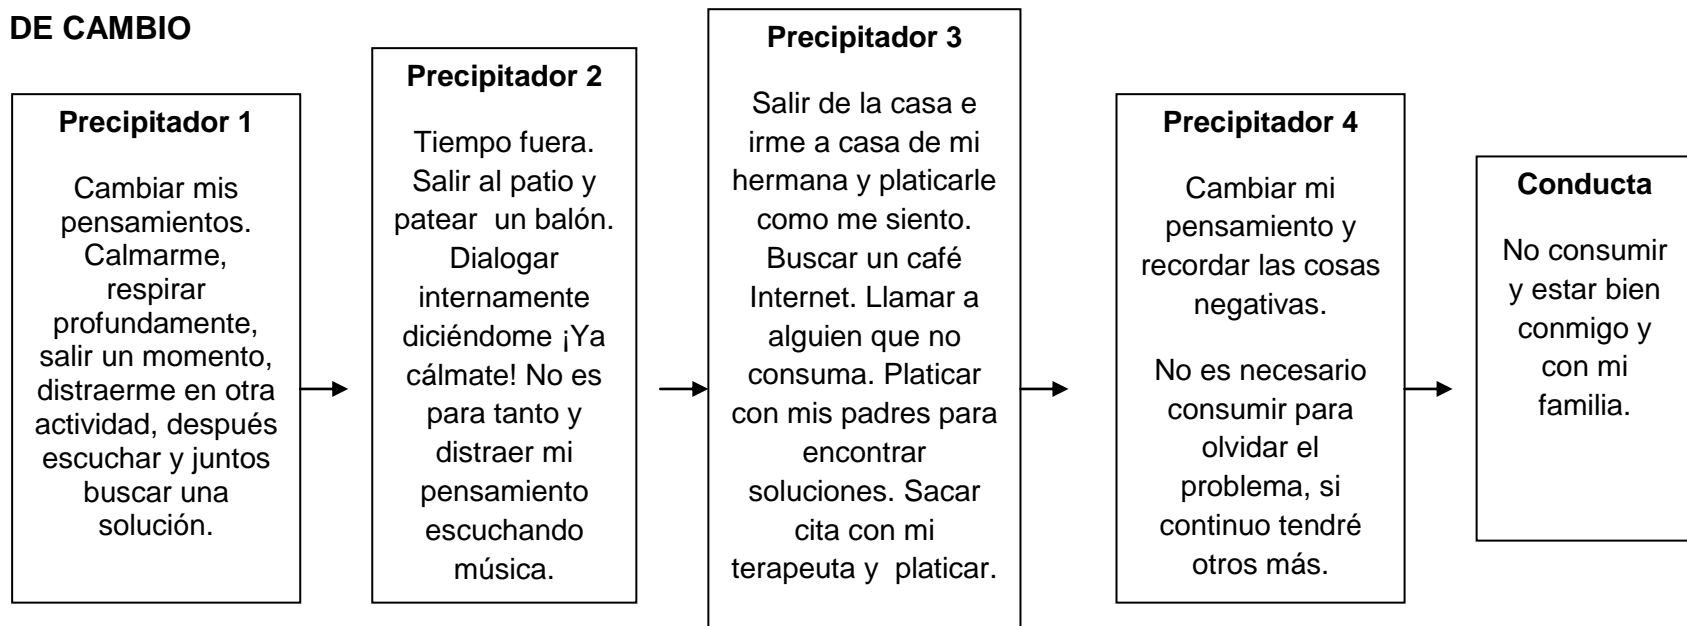 DE CAMBIO
Precipitador 1
Cambiar mis
pensamientos.
Calmarme,
respirar
profundamente,
salir un momento,
distraerme en otra
actividad, después
escuchar y juntos
buscar una
solución.
Precipitador 2
Tiempo fuera.
Salir al patio y
patear un balón.
Dialogar
internamente
diciéndome ¡Ya
cálmate! No es
para tanto y
distraer mi
pensamiento
escuchando
música.
Precipitador 3
Salir de la casa e
irme a casa de mi
hermana y platicarle
como me siento.
Buscar un café
Internet. Llamar a
alguien que no
consuma. Platicar
con mis padres para
encontrar
soluciones. Sacar
cita con mi
terapeuta y platicar.
Precipitador 4
Cambiar mi
pensamiento y
recordar las cosas
negativas.
No es necesario
consumir para
olvidar el
problema, si
continuo tendré
otros más.
Conducta
No consumir
y estar bien
conmigo y
con mi
familia.